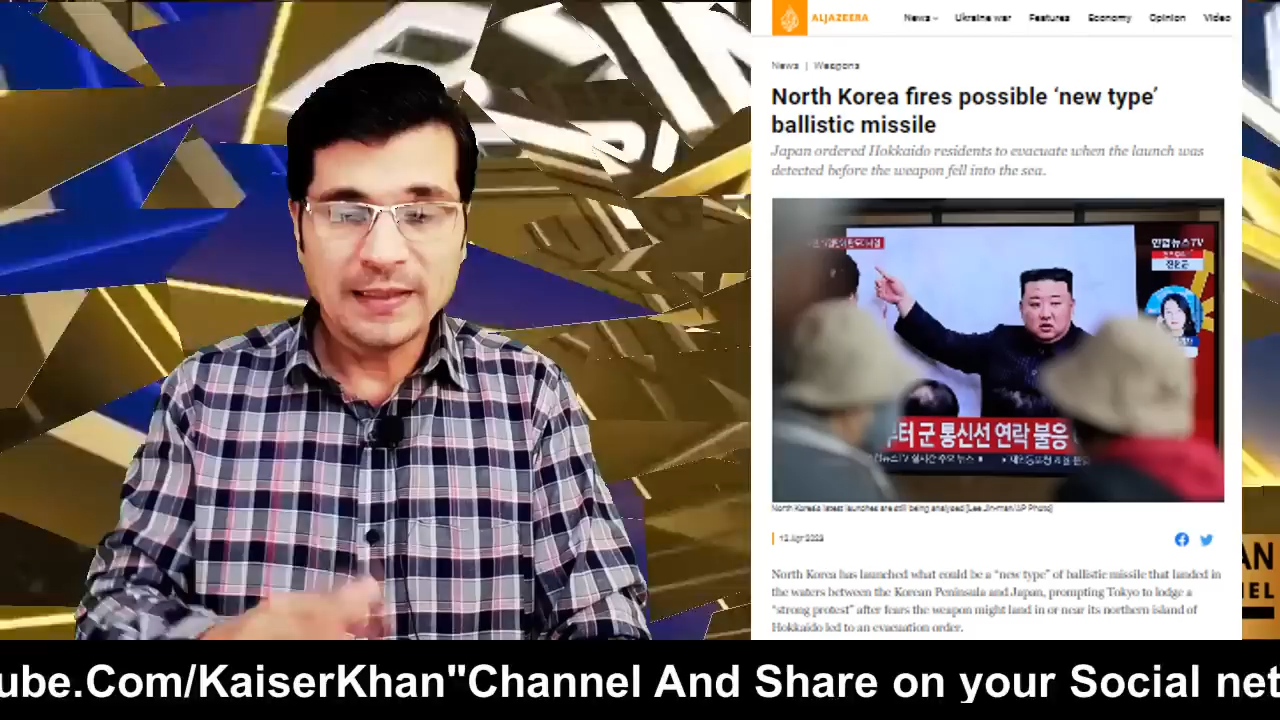 ALJAZEERA
News Ukraine war Features Economy Opinion Video
News | Weapons
North Korea fires possible ‘new type’
ballistic missile
Japan ordered Hokkaido residents to evacuate when the launch was
detected before the weapon fell into the sea.
연합뉴스TV
터 군 통신선 연락 불응
North Korea's latest launches are still being analysed [Lee Jin-man/AP Photo]
13 Apr 2023
North Korea has launched what could be a “new type” of ballistic missile that landed in
the waters between the Korean Peninsula and Japan, prompting Tokyo to lodge a
“strong protest” after fears the weapon might land in or near its northern island of
Hokkaido led to an evacuation order.
AN
NEL
ube.Com/KaiserKhan"Channel And Share on your Social net